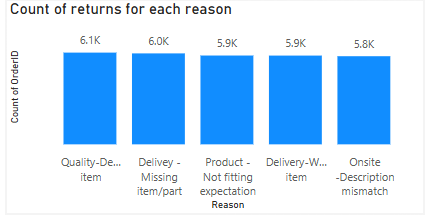 Count of returns for each reason
6.1K
6.0K
5.9K
5.9K
5.8K
Count of OrderID
Quality-De...
item
Delivey -
Missing
item/part
Product -
Not fitting
expectation
Delivery-W...
item
Onsite
-Description
mismatch
Reason